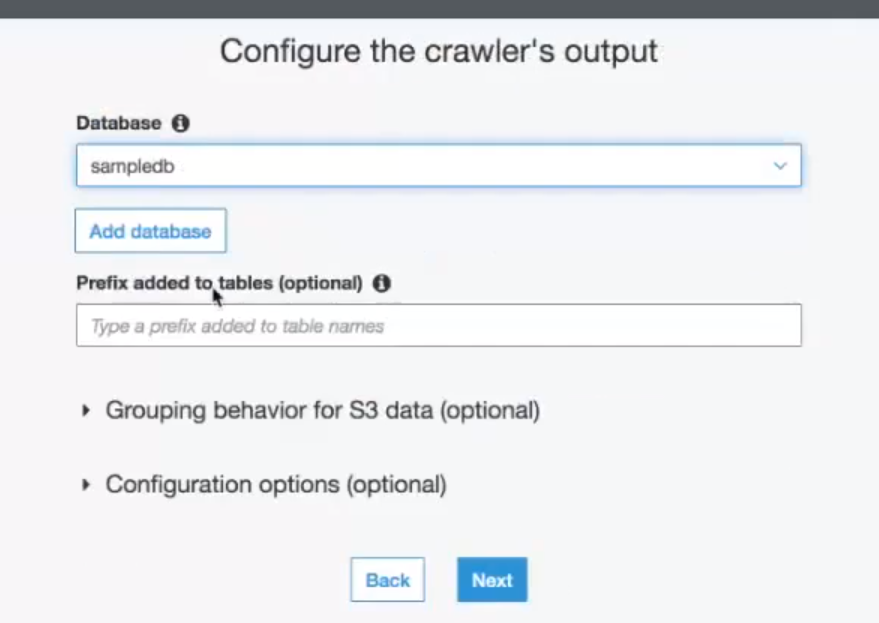 Configure the crawler's output
Database
sampledb
Add database
Prefix added to tables (optional)
Type a prefix added to table names
Grouping behavior for S3 data (optional)
Configuration options (optional)
Back Next